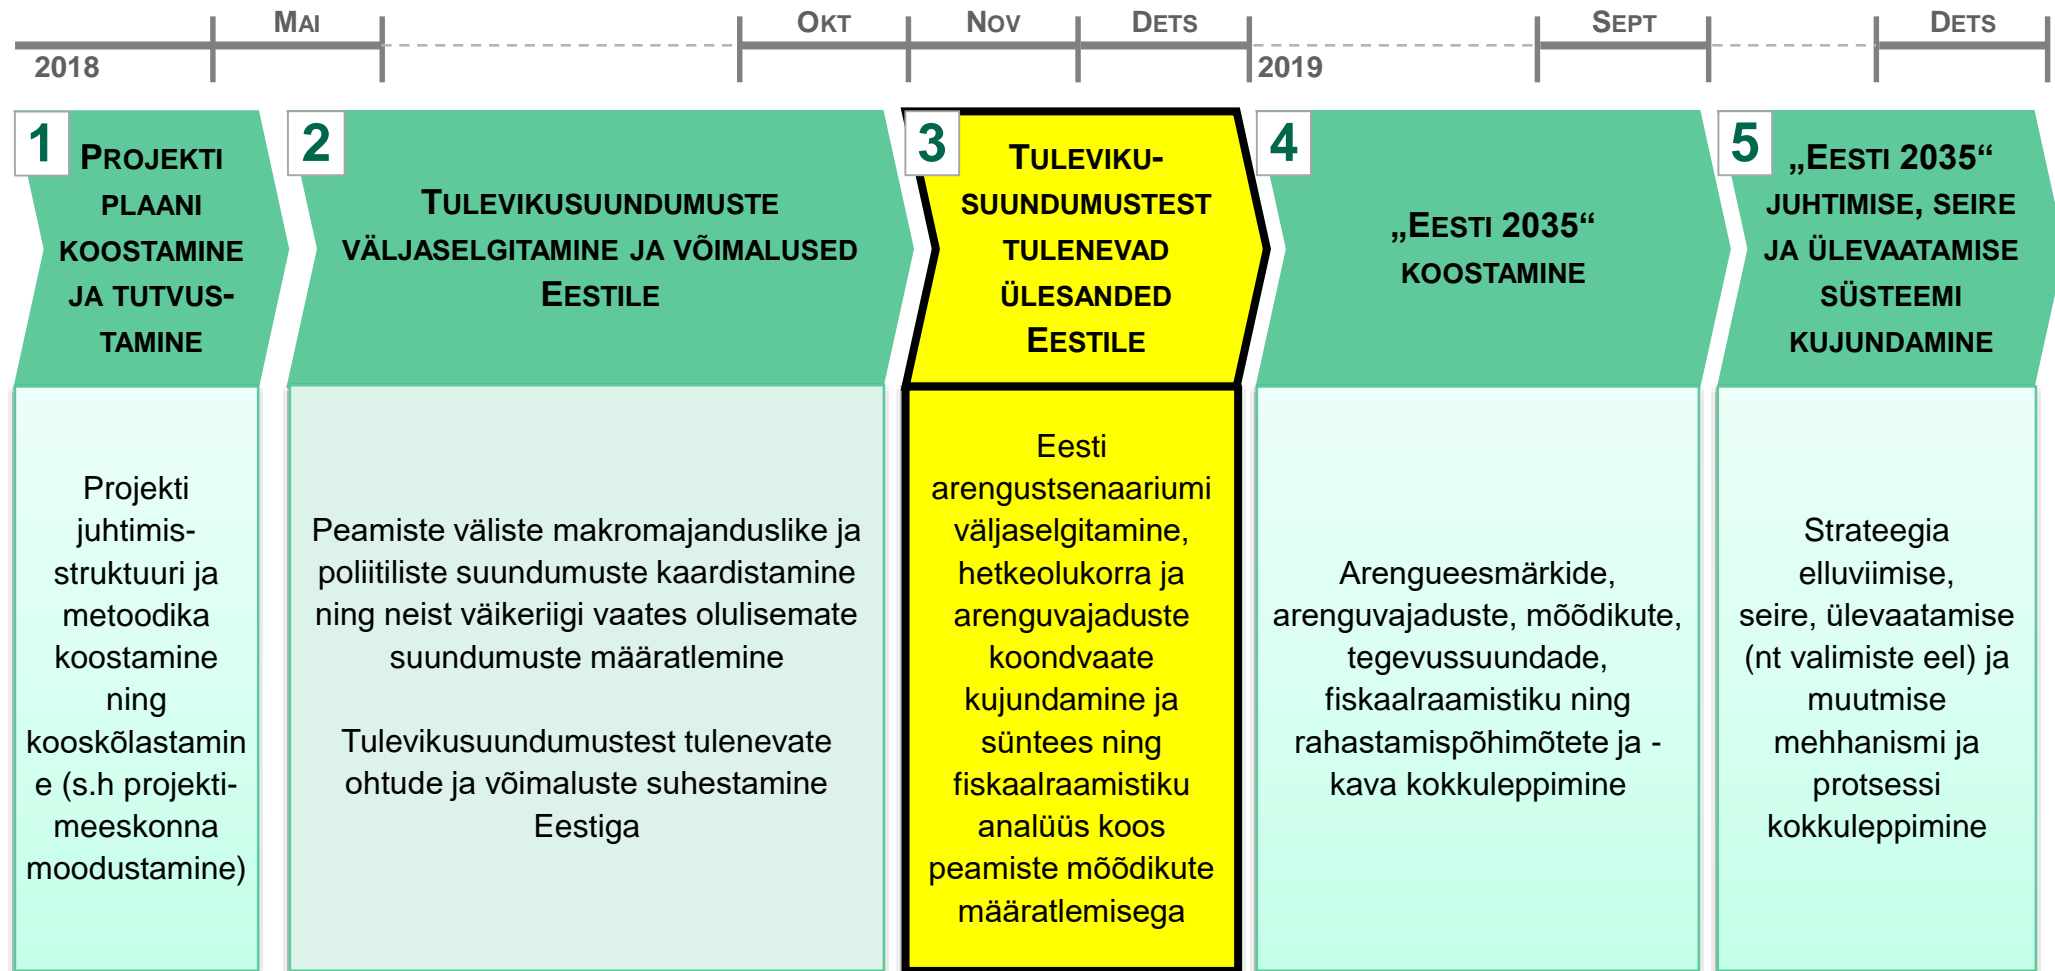 MAI
OKT
NOV
DETS
SEPT
DETS
2018
2019
1
PROJEKTI
PLAANI
KOOSTAMINE
JA TUTVUS-
TAMINE
2
TULEVIKUSUUNDUMUSTE
VÄLJASELGITAMINE JA VÕIMALUSED
EESTILE
3
TULEVIKU-
SUUNDUMUSTEST
TULENEVAD
ÜLESANDED
EESTILE
4
„EESTI 2035“
KOOSTAMINE
5
„EESTI 2035“
JUHTIMISE, SEIRE
JA ÜLEVAATAMISE
SÜSTEEMI
KUJUNDAMINE
Projekti
juhtimis-
struktuuri ja
metoodika
koostamine
ning
kooskõlastamin
e (s.h projekti-
meeskonna
moodustamine)
Peamiste väliste makromajanduslike ja
poliitiliste suundumuste kaardistamine
ning neist väikeriigi vaates olulisemate
suundumuste määratlemine
Tulevikusuundumustest tulenevate
ohtude ja võimaluste suhestamine
Eestiga
Eesti
arengustsenaariumi
väljaselgitamine,
hetkeolukorra ja
arenguvajaduste
koondvaate
kujundamine ja
süntees ning
fiskaalraamistiku
analüüs koos
peamiste mõõdikute
määratlemisega
Arengueesmärkide,
arenguvajaduste, mõõdikute,
tegevussuundade,
fiskaalraamistiku ning
rahastamispõhimõtete ja -
kava kokkuleppimine
Strateegia
elluviimise,
seire, ülevaatamise
(nt valimiste eel) ja
muutmise
mehhanismi ja
protsessi
kokkuleppimine